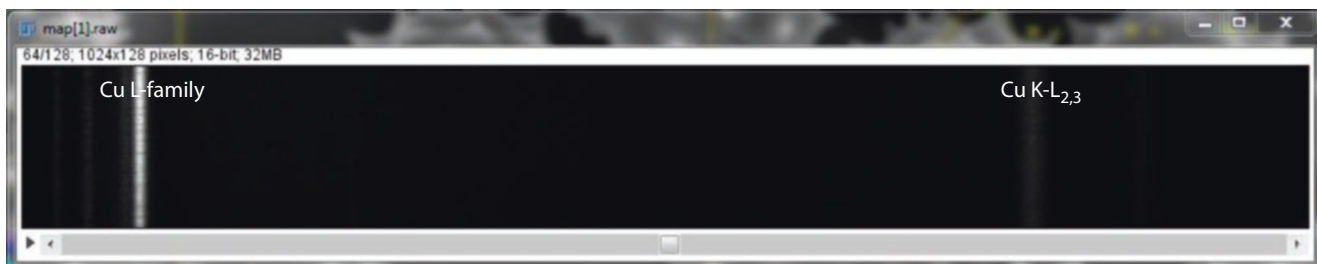 map[1].raw
64/128; 1024x128 pixels; 16-bit; 32MB
Cu L-family
Cu K-L2,3